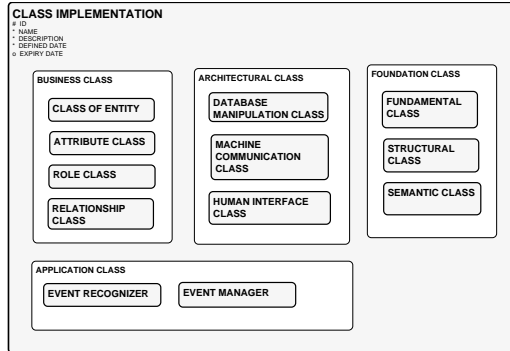 CLASS IMPLEMENTATION
# ID
* NAME
* DESCRIPTION
* DEFINED DATE
o EXPIRY DATE
BUSINESS CLASS
CLASS OF ENTITY
ATTRIBUTE CLASS
ROLE CLASS
RELATIONSHIP
CLASS
ARCHITECTURAL CLASS
DATABASE
MANIPULATION CLASS
MACHINE
COMMUNICATION
CLASS
HUMAN INTERFACE
CLASS
FOUNDATION CLASS
FUNDAMENTAL
CLASS
STRUCTURAL
CLASS
SEMANTIC CLASS
APPLICATION CLASS
EVENT RECOGNIZER
EVENT MANAGER